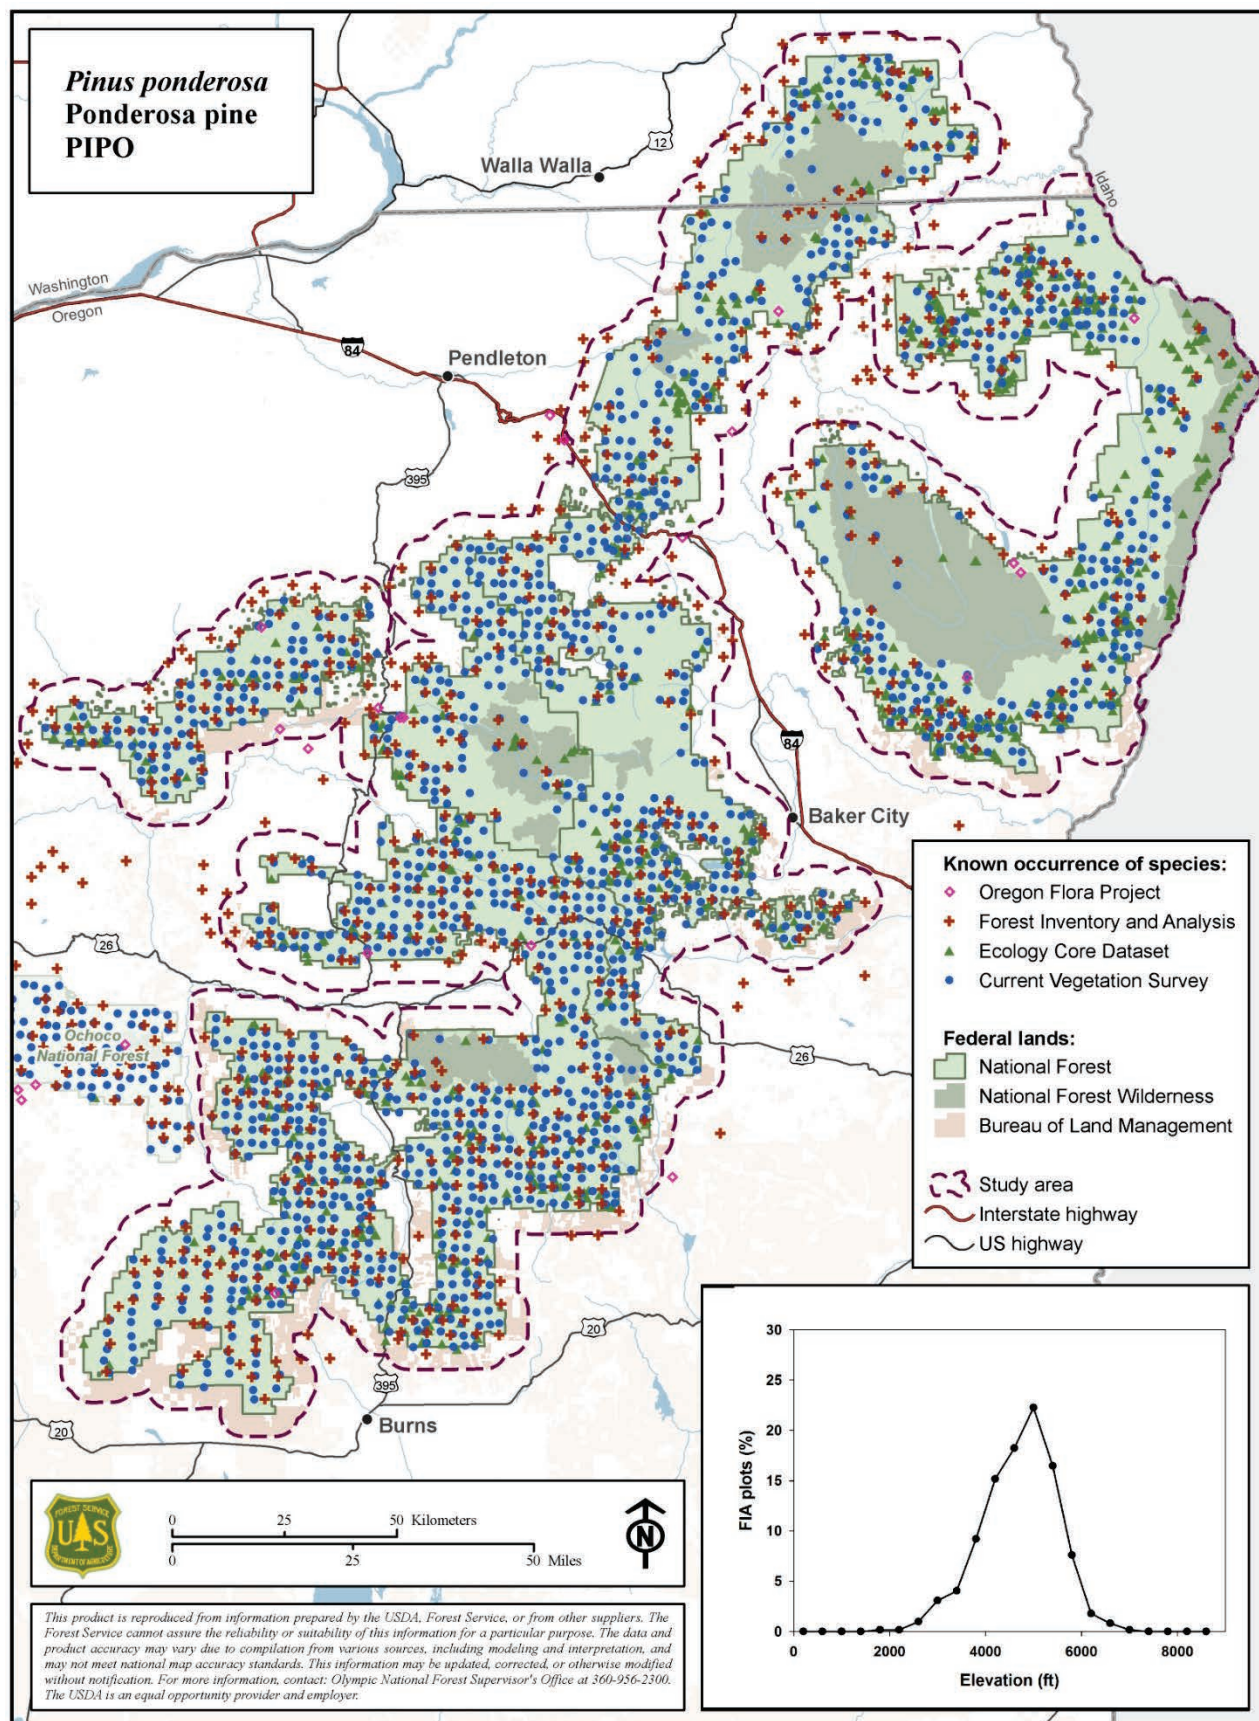 Pinus ponderosa
Ponderosa pine
PIPO
Walla Walla
12
Idaho
Washington
Oregon
84
Pendleton
395
84
Baker City
26
Ochoco
National Forest
26
Known occurrence of species:
Oregon Flora Project
Forest Inventory and Analysis
Ecology Core Dataset
Current Vegetation Survey
Federal lands:
National Forest
National Forest Wilderness
Bureau of Land Management
Study area
Interstate highway
US highway
20
395
Burns
20
FOREST SERVICE
U S
DEPARTMENT OF AGRICULTURE
0 25 50 Kilometers
0 25 50 Miles
N
This product is reproduced from information prepared by the USDA, Forest Service, or from other suppliers. The
Forest Service cannot assure the reliability or suitability of this information for a particular purpose. The data and
product accuracy may vary due to compilation from various sources, including modeling and interpretation, and
may not meet national map accuracy standards. This information may be updated, corrected, or otherwise modified
without notification. For more information, contact: Olympic National Forest Supervisor's Office at 360-956-2300.
The USDA is an equal opportunity provider and employer.
30
25
20
15
10
5
0
FIA plots (%)
0 2000 4000 6000 8000
Elevation (ft)